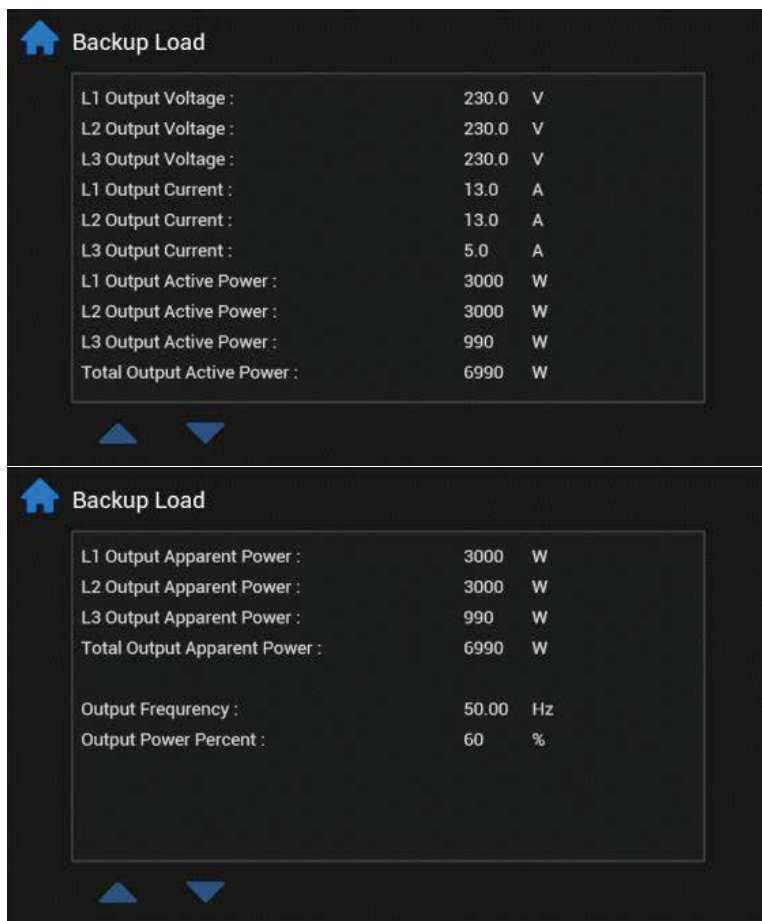 Backup Load
L1 Output Voltage : 230.0 V
L2 Output Voltage : 230.0 V
L3 Output Voltage : 230.0 V
L1 Output Current : 13.0 A
L2 Output Current : 13.0 A
L3 Output Current : 5.0 A
L1 Output Active Power : 3000 W
L2 Output Active Power : 3000 W
L3 Output Active Power : 990 W
Total Output Active Power : 6990 W
Backup Load
L1 Output Apparent Power : 3000 W
L2 Output Apparent Power : 3000 W
L3 Output Apparent Power : 990 W
Total Output Apparent Power : 6990 W
Output Frequrency : 50.00 Hz
Output Power Percent : 60 %